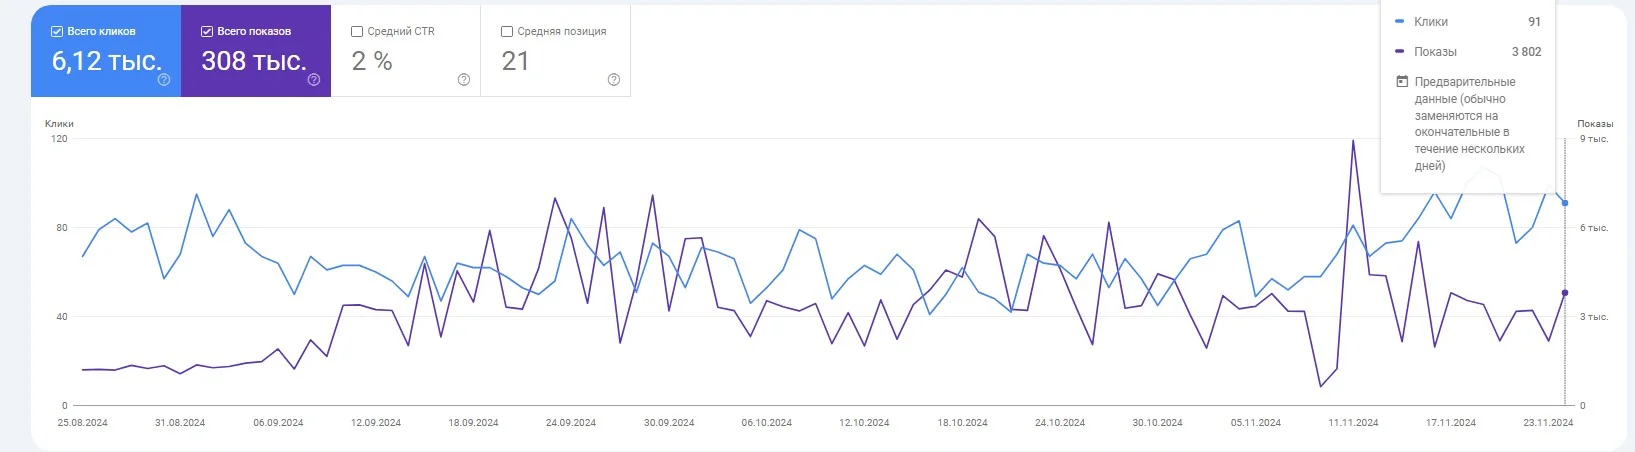 Всего кликов
6,12 тыс.
Всего показов
308 тыс.
Средний CTR
2 %
Средняя позиция
21
Клики 91
Показы 3 802
Предварительные
данные (обычно
заменяются на
окончательные в
течение нескольких
дней)
Клики
Показы
120
80
40
0
9 тыс.
6 тыс.
3 тыс.
0
25.08.2024 31.08.2024 06.09.2024 12.09.2024 18.09.2024 24.09.2024 30.09.2024 06.10.2024 12.10.2024 18.10.2024 24.10.2024 30.10.2024 05.11.2024 11.11.2024 17.11.2024 23.11.2024